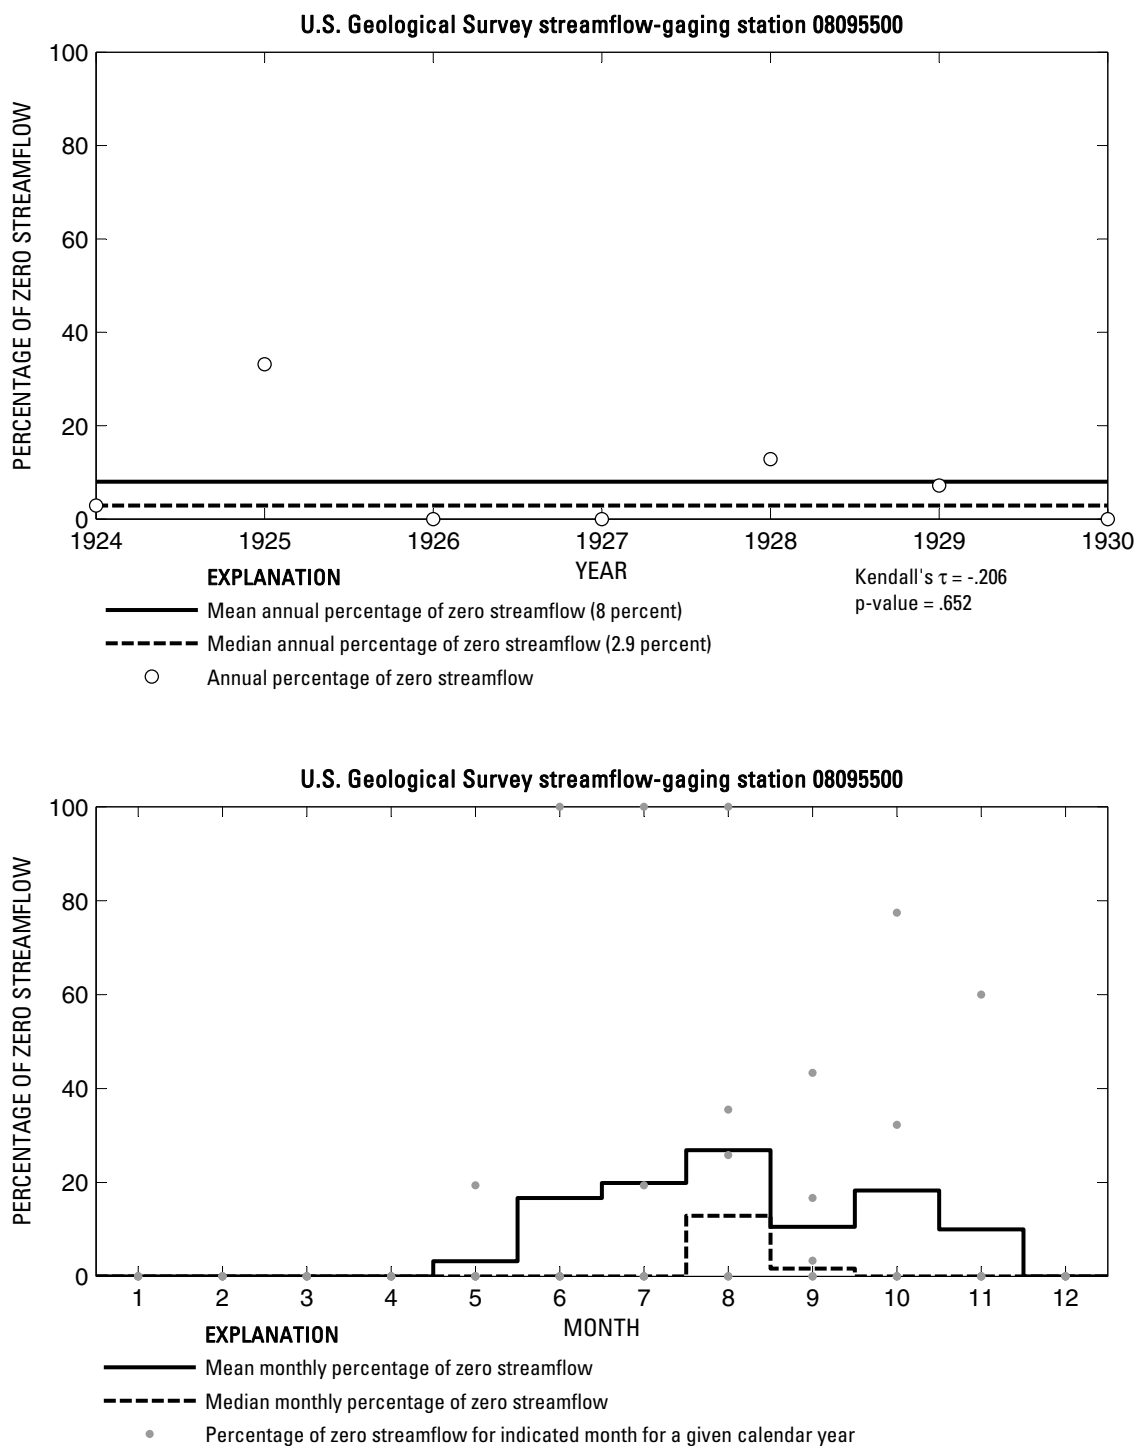 U.S. Geological Survey streamflow-gaging station 08095500
PERCENTAGE OF ZERO STREAMFLOW
100
80
60
40
20
0
1924 1925 1926 1927 1928 1929 1930
YEAR
EXPLANATION
Mean annual percentage of zero streamflow (8 percent)
Median annual percentage of zero streamflow (2.9 percent)
Annual percentage of zero streamflow
Kendall's τ = -.206
p-value = .652
U.S. Geological Survey streamflow-gaging station 08095500
PERCENTAGE OF ZERO STREAMFLOW
100
80
60
40
20
0
1 2 3 4 5 6 7 8 9 10 11 12
MONTH
EXPLANATION
Mean monthly percentage of zero streamflow
Median monthly percentage of zero streamflow
Percentage of zero streamflow for indicated month for a given calendar year